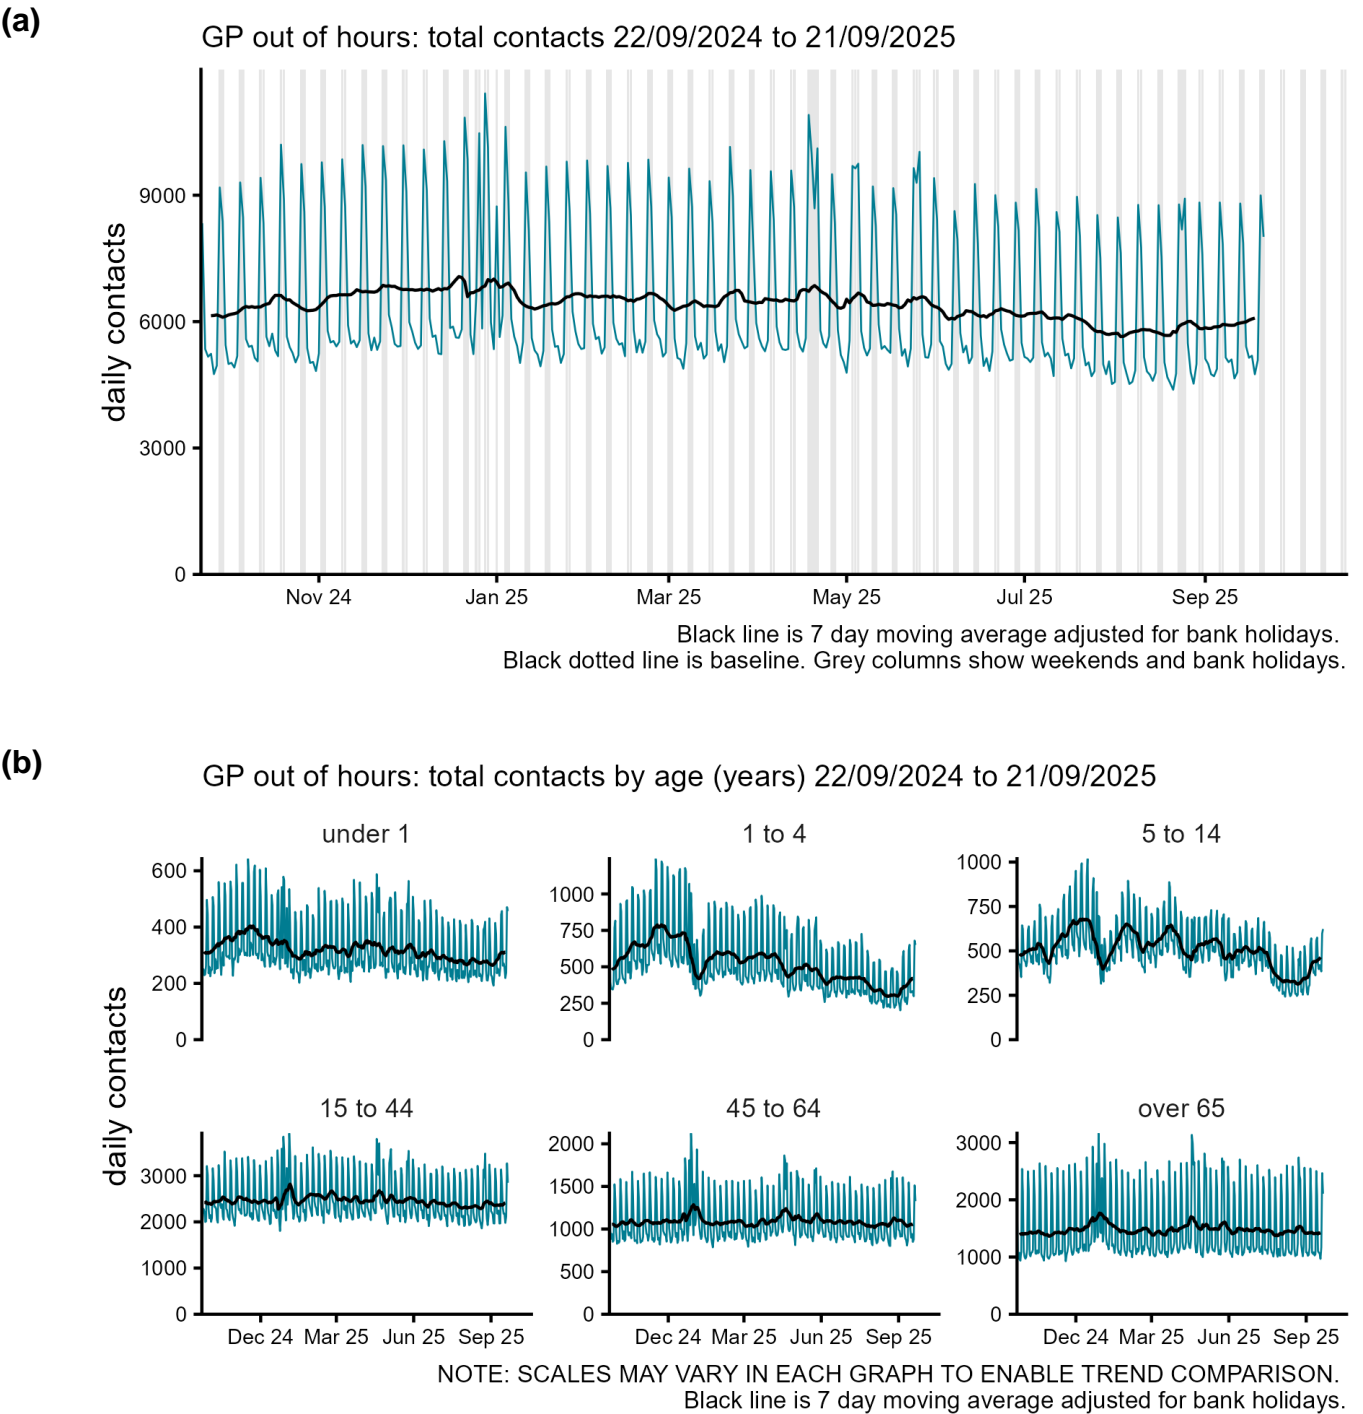 (a)
GP out of hours: total contacts 22/09/2024 to 21/09/2025
daily contacts
9000
6000
3000
0
Nov 24 Jan 25 Mar 25 May 25 Jul 25 Sep 25
Black line is 7 day moving average adjusted for bank holidays.
Black dotted line is baseline. Grey columns show weekends and bank holidays.
(b)
GP out of hours: total contacts by age (years) 22/09/2024 to 21/09/2025
daily contacts
under 1
600
400
200
0
1 to 4
1000
750
500
250
0
5 to 14
1000
750
500
250
0
15 to 44
3000
2000
1000
0
Dec 24 Mar 25 Jun 25 Sep 25
45 to 64
2000
1500
1000
500
0
Dec 24 Mar 25 Jun 25 Sep 25
over 65
3000
2000
1000
0
Dec 24 Mar 25 Jun 25 Sep 25
NOTE: SCALES MAY VARY IN EACH GRAPH TO ENABLE TREND COMPARISON.
Black line is 7 day moving average adjusted for bank holidays.